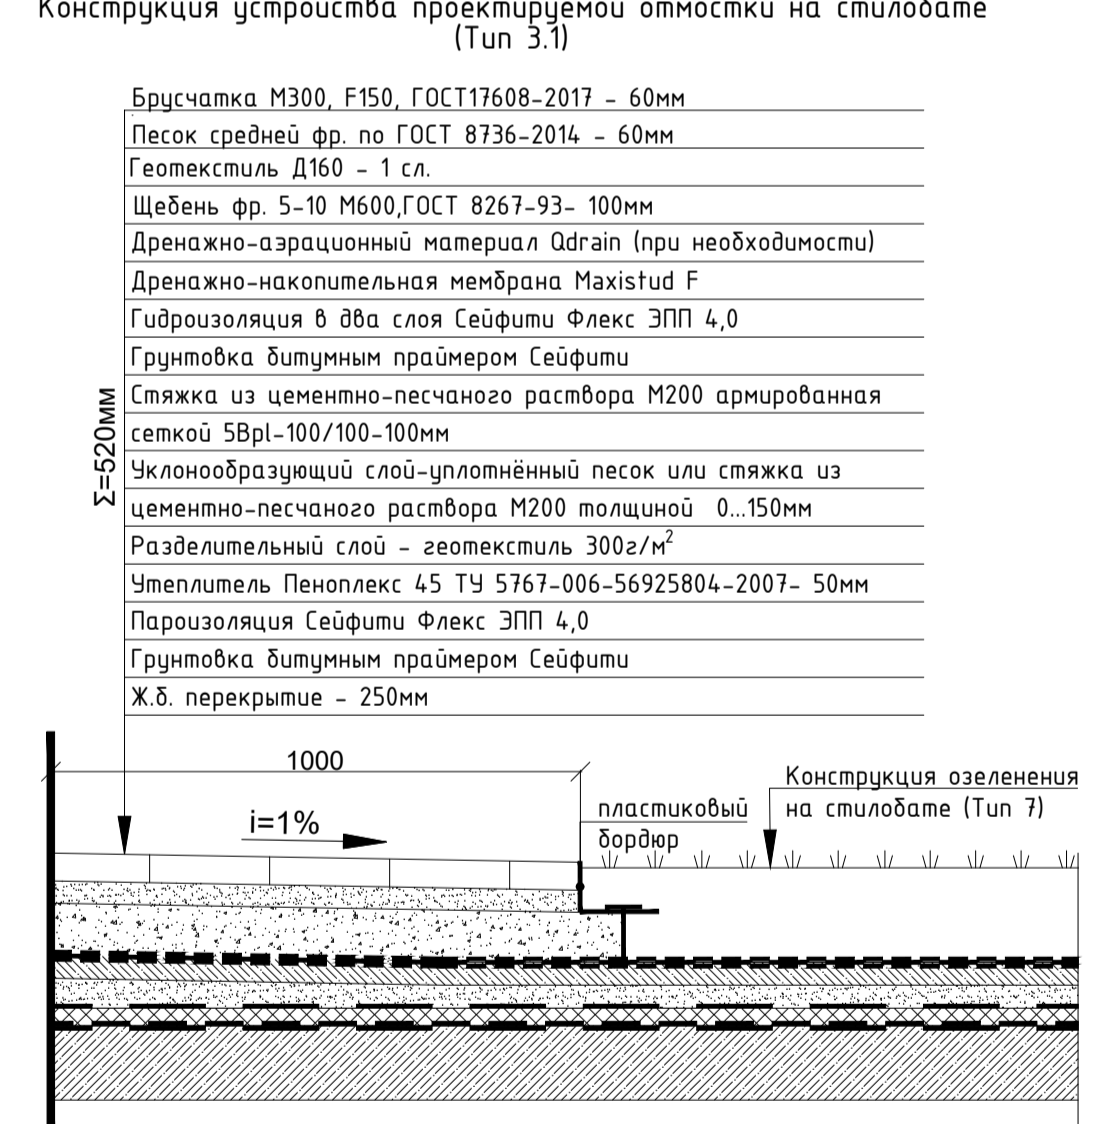 Конструкция устройства проектируемой отмостки на стилобате
(Тип 3.1)
Брусчатка М300, F150, ГОСТ17608-2017 - 60мм
Песок средней фр. по ГОСТ 8736-2014 - 60мм
Геотекстиль Д160 - 1 сл.
Щебень фр. 5-10 М600,ГОСТ 8267-93- 100мм
Дренажно-аэрационный материал Qdrain (при необходимости)
Дренажно-накопительная мембрана Maxistud F
Гидроизоляция в два слоя Сейфити Флекс ЭПП 4,0
Грунтовка битумным праймером Сейфити
Стяжка из цементно-песчаного раствора М200 армированная
сеткой 5Bpl-100/100-100мм
Уклонообразующий слой-уплотнённый песок или стяжка из
цементно-песчаного раствора М200 толщиной 0...150мм
Разделительный слой - геотекстиль 300г/м²
Утеплитель Пеноплекс 45 ТУ 5767-006-56925804-2007- 50мм
Пароизоляция Сейфити Флекс ЭПП 4,0
Грунтовка битумным праймером Сейфити
Ж.б. перекрытие - 250мм
Σ=520мм
1000
i=1%
пластиковый
бордюр
Конструкция озеленения
на стилобате (Тип 7)